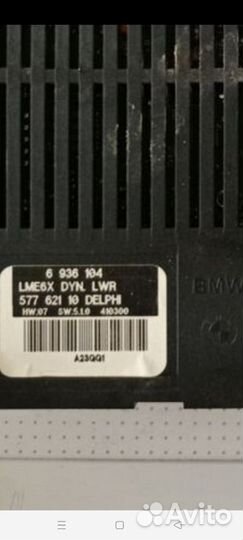 6 936 104
LME6X DYN. LWR
577 621 10 DELPHI
HW:07 SW:5.1.0 410300
A23GG1
BMW
Avito